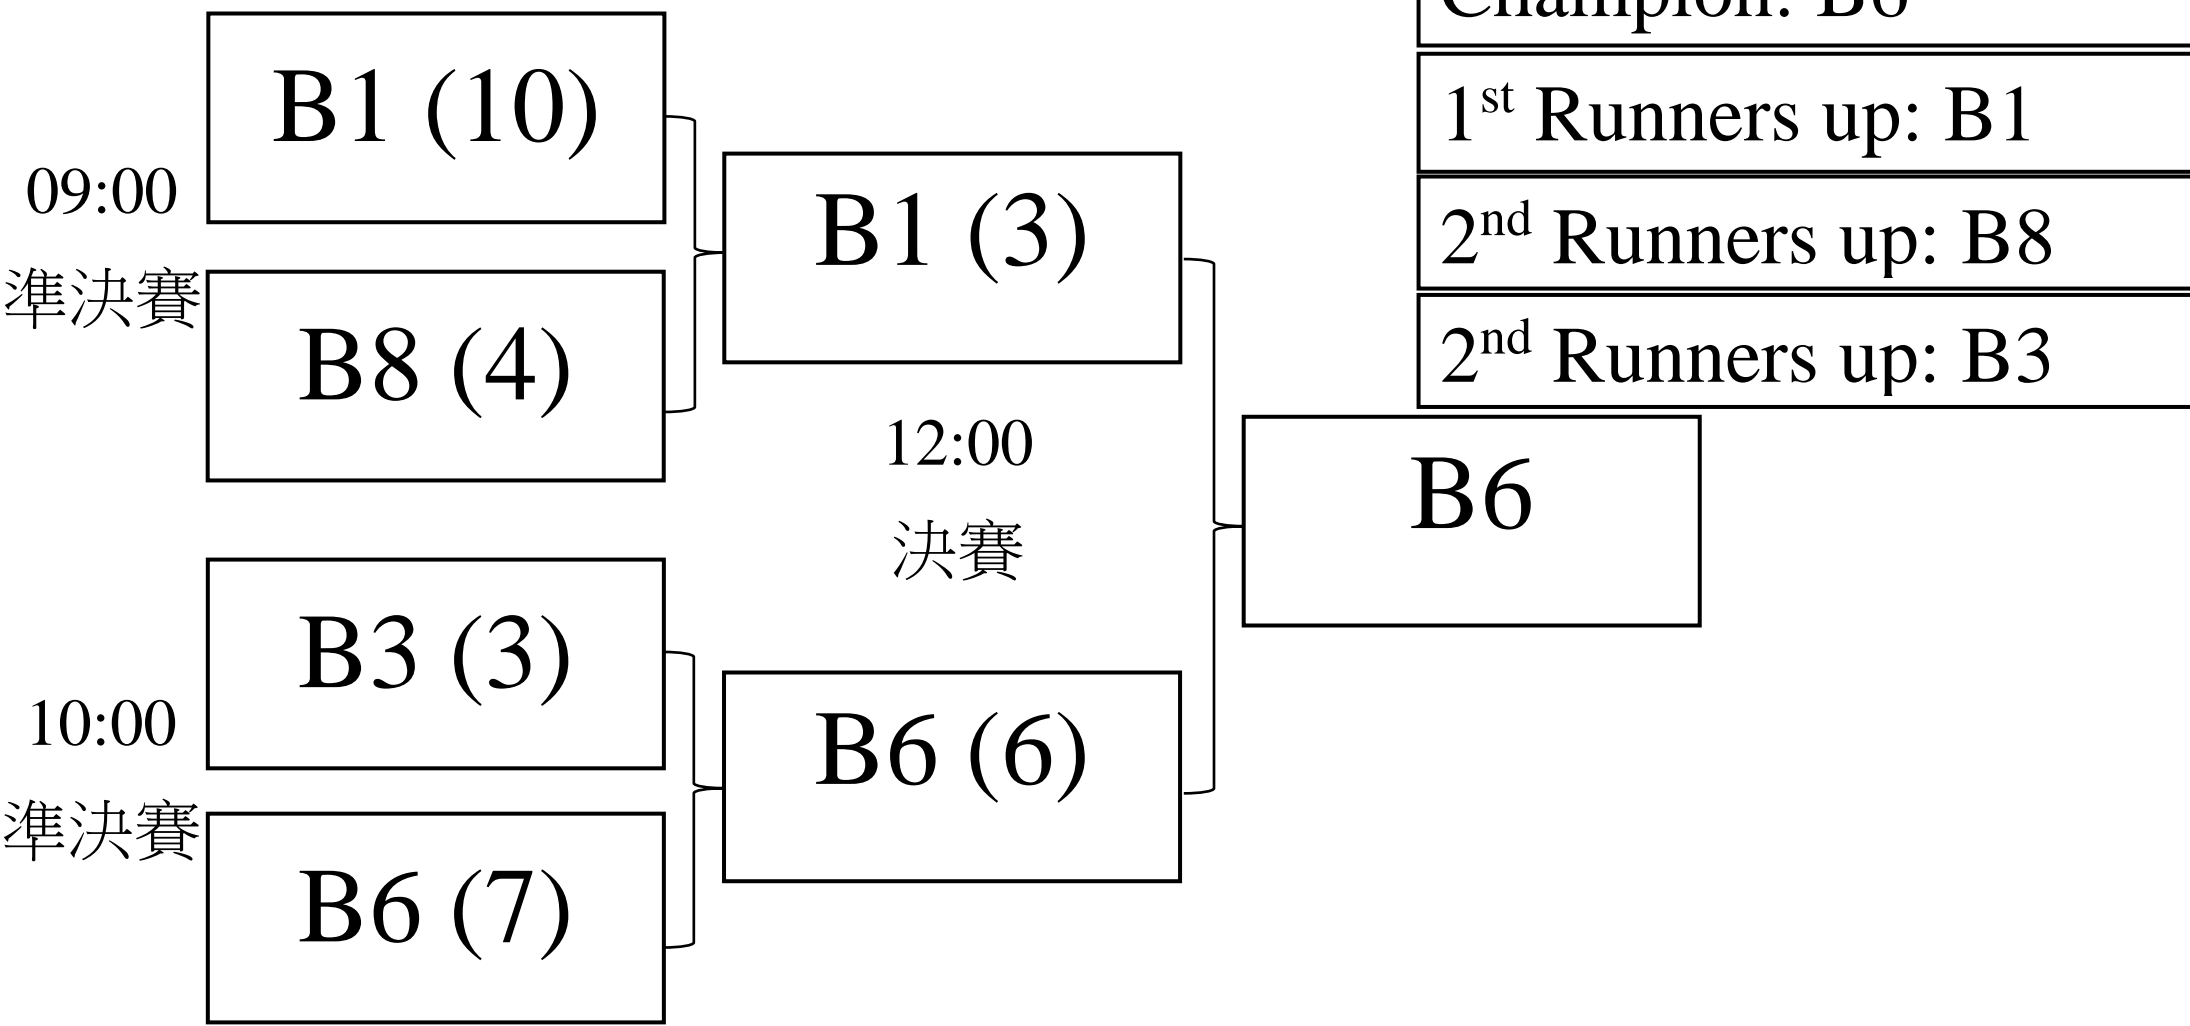 Champion: B6
1st Runners up: B1
2nd Runners up: B8
2nd Runners up: B3
B1 (10)
09:00
準決賽
B8 (4)
B1 (3)
12:00
決賽
B6
B3 (3)
10:00
準決賽
B6 (7)
B6 (6)